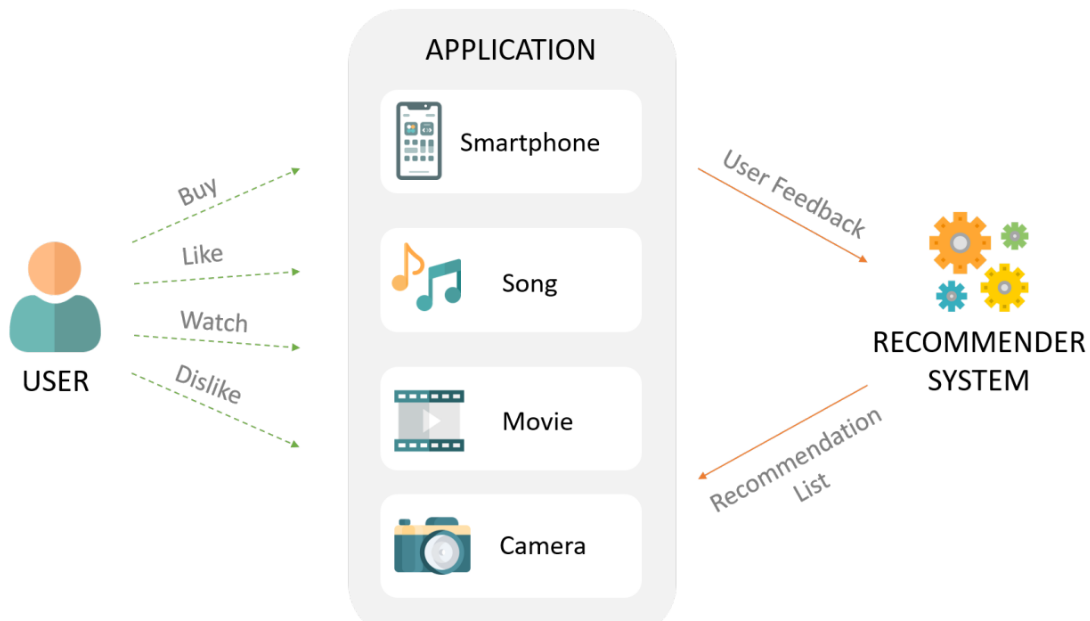 APPLICATION
Smartphone
Buy
User Feedback
Like
Song
Watch
USER
RECOMMENDER
SYSTEM
Dislike
Movie
Recommendation
List
Camera